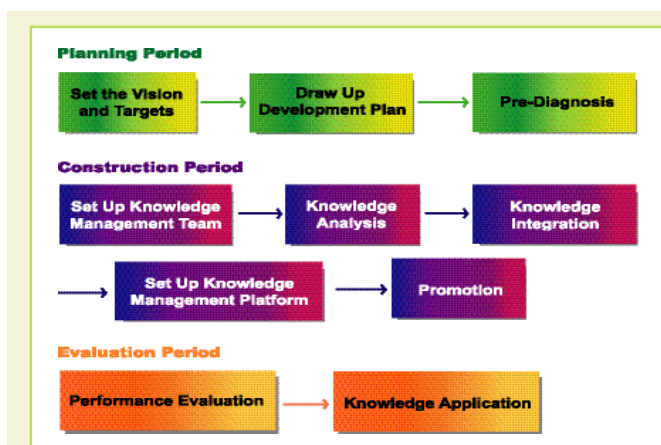 Planning Period
Set the Vision
and Targets
Draw Up
Development Plan
Pre-Diagnosis
Construction Period
Set Up Knowledge
Management Team
Knowledge
Analysis
Knowledge
Integration
Set Up Knowledge
Management Platform
Promotion
Evaluation Period
Performance Evaluation
Knowledge Application